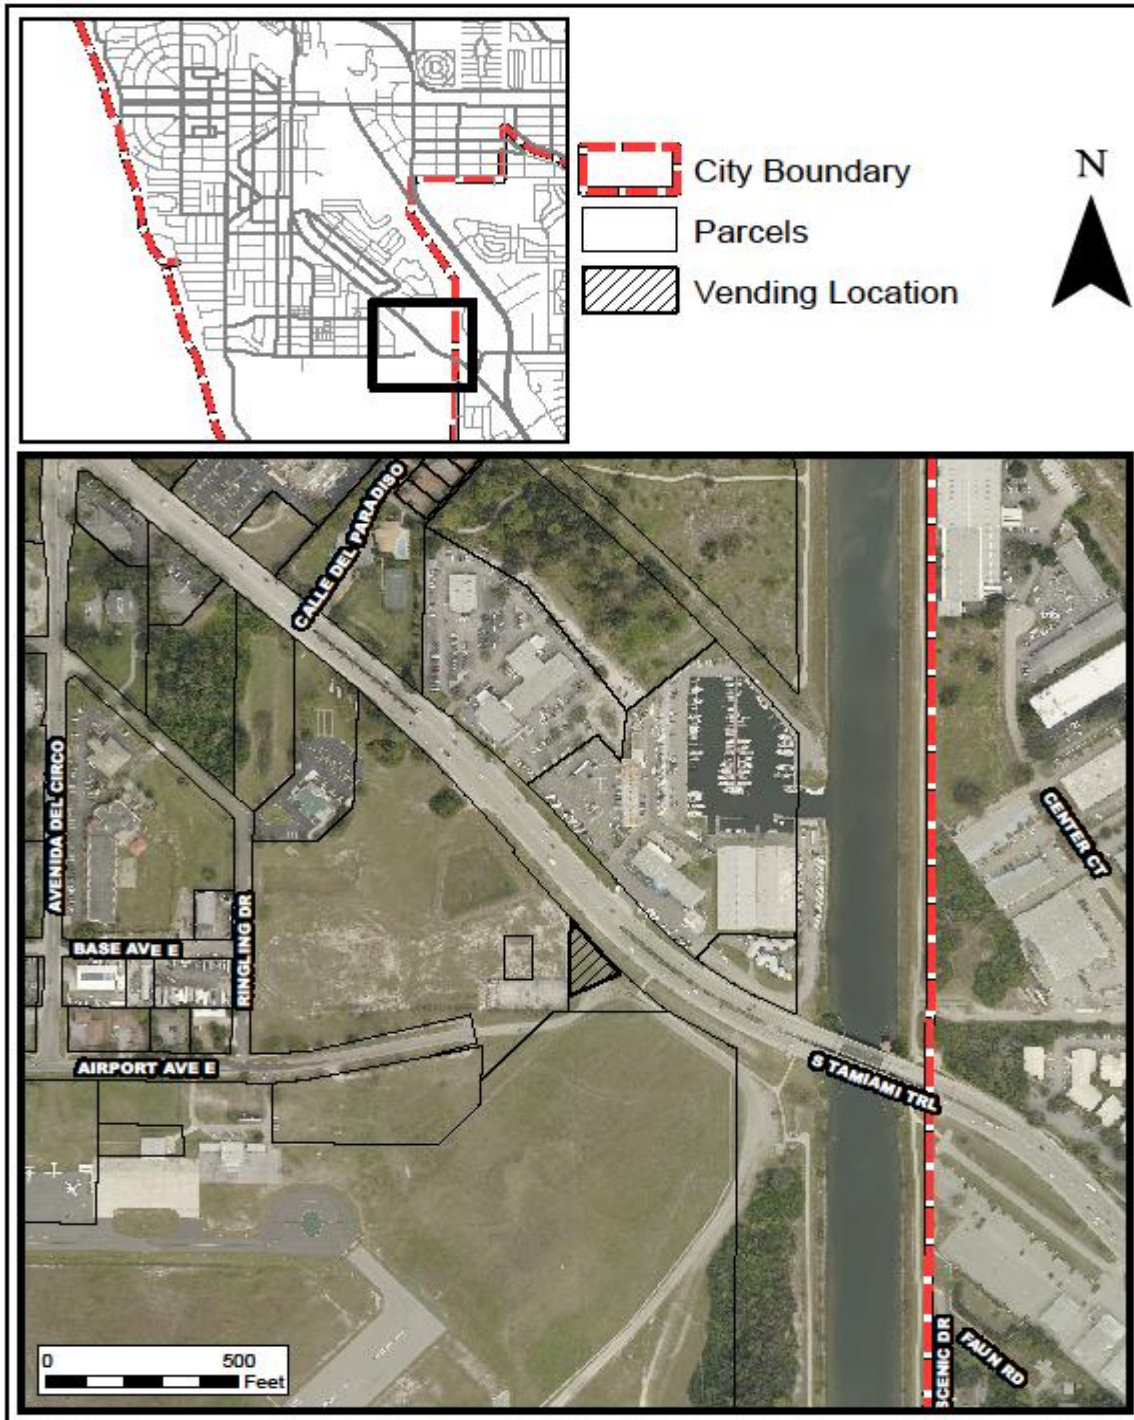 City Boundary
N
Parcels
Vending Location
CALLE DEL PARADISO
AVENIDA DEL CIRCO
CENTER CT
BASE AVE E
RINGLING DR
AIRPORT AVE E
S TAMIAMI TRL
SCENIC DR
FAUN RD
0 500
Feet